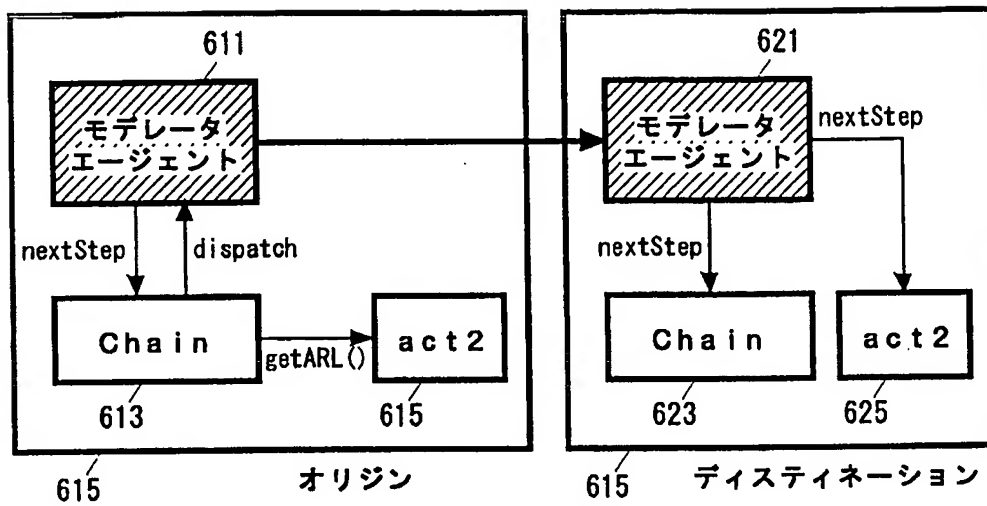 611
モデレータ
エージェント
nextStep
dispatch
Chain
getARL()
act2
613
615
615
オリジン
621
モデレータ
エージェント
nextStep
nextStep
Chain
act2
623
625
615
ディスティネーション